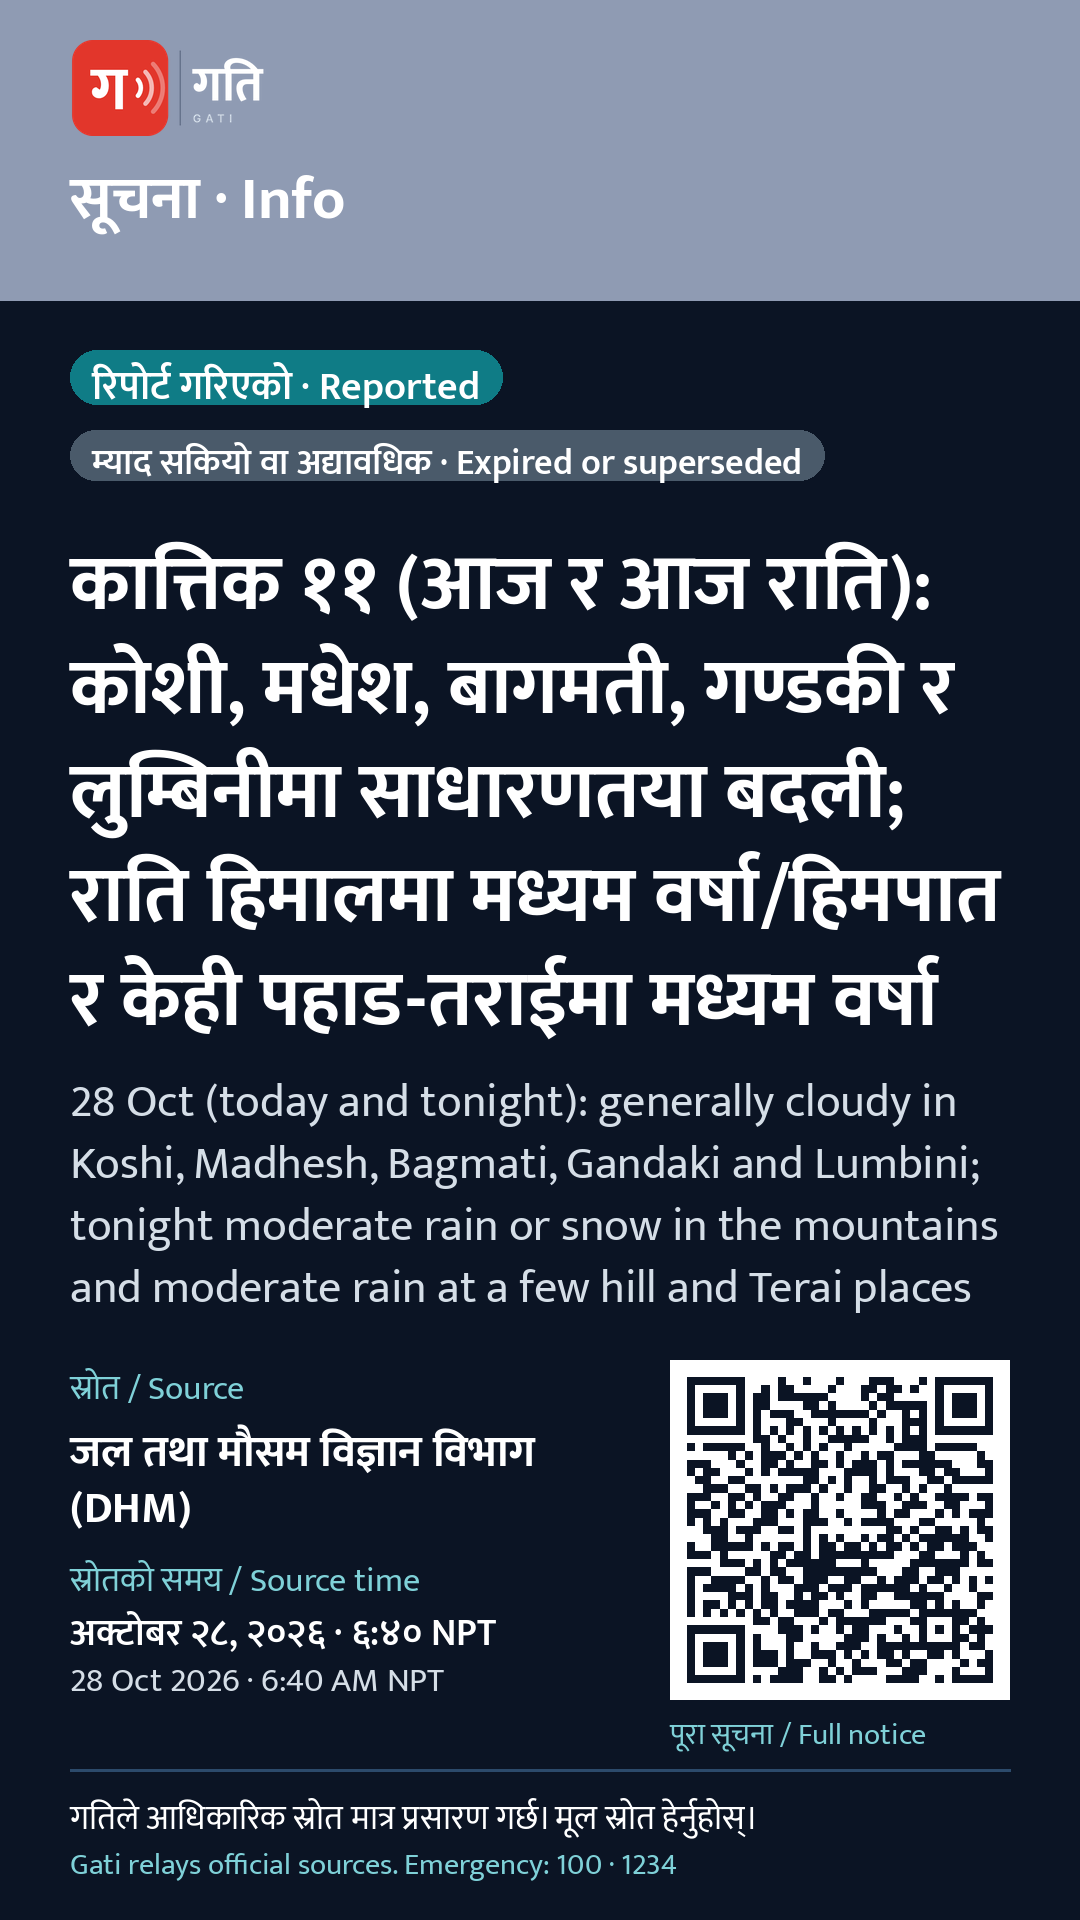 ग
गति
GATI
सूचना · Info
रिपोर्ट गरिएको · Reported
म्याद सकियो वा अद्यावधिक · Expired or superseded
कात्तिक ११ (आज र आज राति):
कोशी, मधेश, बागमती, गण्डकी र
लुम्बिनीमा साधारणतया बदली;
राति हिमालमा मध्यम वर्षा/हिमपात
र केही पहाड-तराईमा मध्यम वर्षा
28 Oct (today and tonight): generally cloudy in
Koshi, Madhesh, Bagmati, Gandaki and Lumbini;
tonight moderate rain or snow in the mountains
and moderate rain at a few hill and Terai places
स्रोत / Source
जल तथा मौसम विज्ञान विभाग
(DHM)
स्रोतको समय / Source time
अक्टोबर २८, २०२६ · ६:४० NPT
28 Oct 2026 · 6:40 AM NPT
पूरा सूचना / Full notice
गतिले आधिकारिक स्रोत मात्र प्रसारण गर्छ। मूल स्रोत हेर्नुहोस्।
Gati relays official sources. Emergency: 100 · 1234